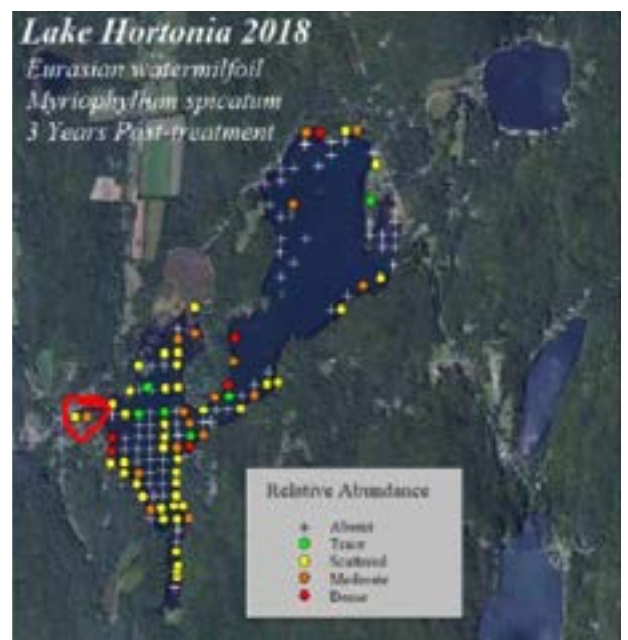 Lake Hortonia 2018
Eurasian watermilfoil
Myriophyllum spicatum
3 Years Post-treatment
Relative Abundance
Absent
Trace
Scattered
Moderate
Dense